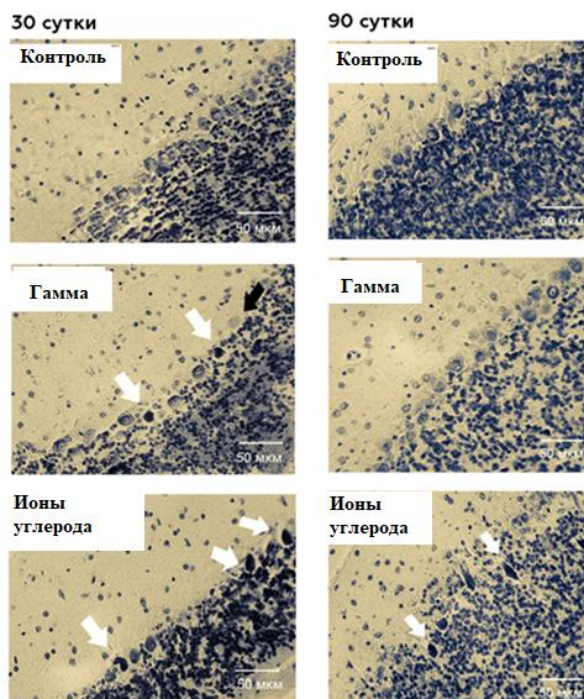 30 сутки
90 сутки
Контроль
Контроль
50 мкм
50 мкм
Гамма
Гамма
50 мкм
50 мкм
Ионы
углерода
Ионы
углерода
50 мкм
50 мкм